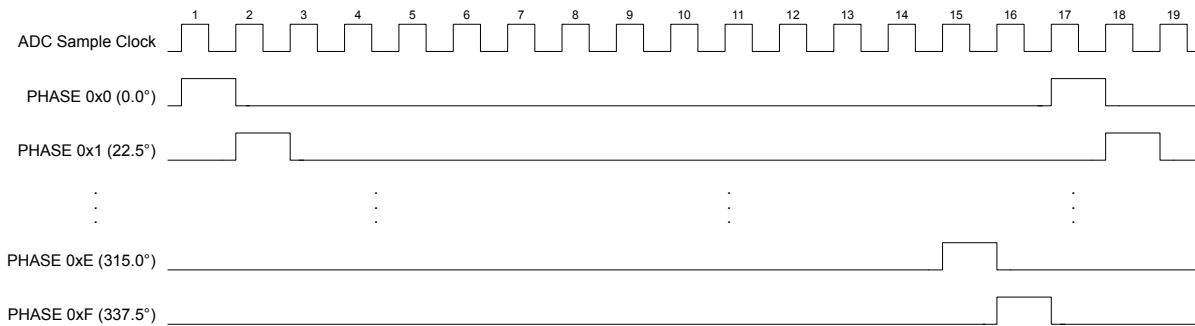 1 2 3 4 5 6 7 8 9 10 11 12 13 14 15 16 17 18 19
ADC Sample Clock
PHASE 0x0 (0.0°)
PHASE 0x1 (22.5°)
PHASE 0xE (315.0°)
PHASE 0xF (337.5°)